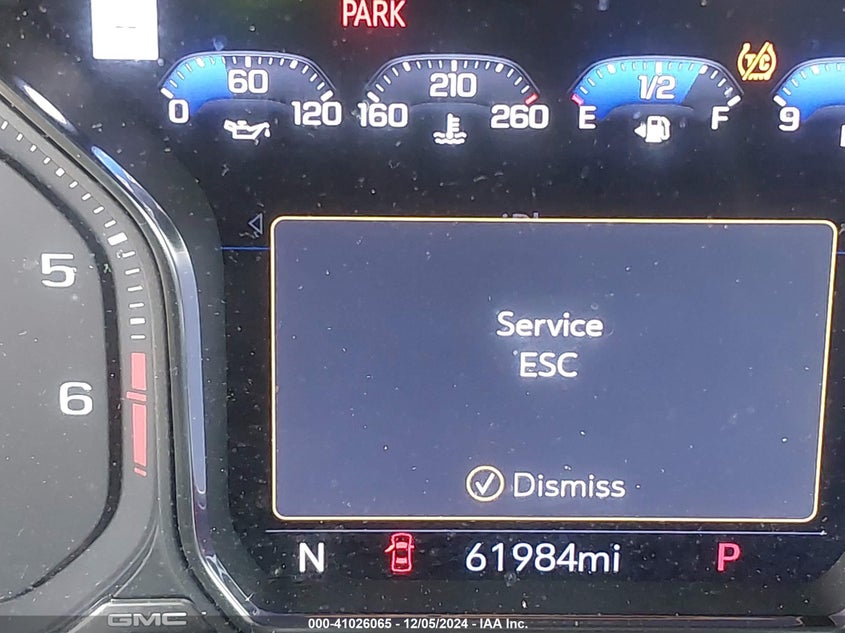 PARK
60
0 120
210
160 260
1/2
E F
TC
9
5
6
Service
ESC
Dismiss
N 61984mi P
GMC
000-41026065 - 12/05/2024 - IAA Inc.